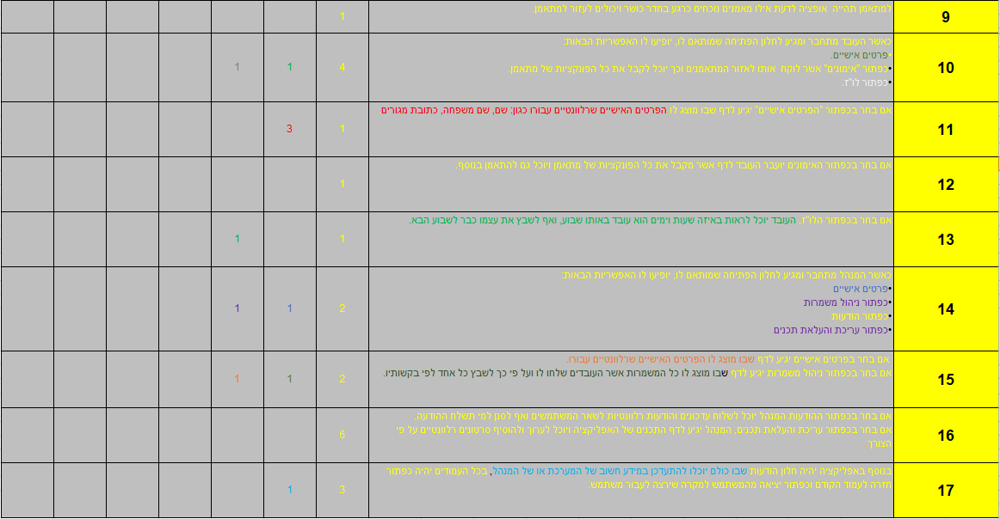 9
למתאמן תהייה אופציה לדעת אילו מאמנים נוכחים כרגע בחדר כושר ויכולים לעזור למתאמן.
1
10
כאשר העובד מתחבר ומגיע לחלון הפתיחה שמותאם לו, יופיעו לו האפשריות הבאות:
•פרטים אישיים.
•כפתור "אימונים" אשר לוקח אותו לאזור המתאמנים וכך יוכל לקבל את כל הפונקציות של מתאמן.
•כפתור לו"ז.
4 1 1
11
אם בחר בכפתור "הפרטים אישיים" יגיע לדף שבו מוצג לו הפרטים האישיים שרלוונטיים עבורו כגון: שם, שם משפחה, כתובת מגורים
1 3
12
אם בחר בכפתור האימונים יועבר העובד לדף אשר מקבל את כל הפונקציות של מתאמן ויוכל גם להתאמן בנוסף.
1
13
אם בחר בכפתור הלו"ז, העובד יוכל לראות באיזה שעות וימים הוא עובד באותו שבוע, ואף לשבץ את עצמו כבר לשבוע הבא.
1 1
14
כאשר המנהל מתחבר ומגיע לחלון הפתיחה שמותאם לו, יופיעו לו האפשריות הבאות:
•פרטים אישיים
•כפתור ניהול משמרות
•כפתור הודעות
•כפתור עריכת והעלאת תכנים
2 1 1
15
אם בחר בפרטים אישיים יגיע לדף שבו מוצג לו הפרטים האישיים שרלוונטיים עבורו.
אם בחר בכפתור ניהול משמרות יגיע לדף שבו מוצג לו כל המשמרות אשר העובדים שלחו לו ועל פי כך לשבץ כל אחד לפי בקשותיו.
2 1 1
16
אם בחר בכפתור ההודעות המנהל יוכל לשלוח עדכונים והודעות רלוונטיות לשאר המשתמשים ואף לסנן למי תשלח ההודעה.
אם בחר בכפתור עריכת והעלאת תכנים, המנהל יגיע לדף התכנים של האפליקציה ויוכל לערוך ולהוסיף סרטונים רלוונטיים על פי
הצורך
6
17
בנוסף באפליקציה יהיה חלון הודעות שבו כולם יוכלו להתעדכן במידע חשוב של המערכת או של המנהל, בכל העמודים יהיה כפתור
חזרה לעמוד הקודם וכפתור יציאה מהמשתמש למקרה שירצה לעבור משתמש.
3 1